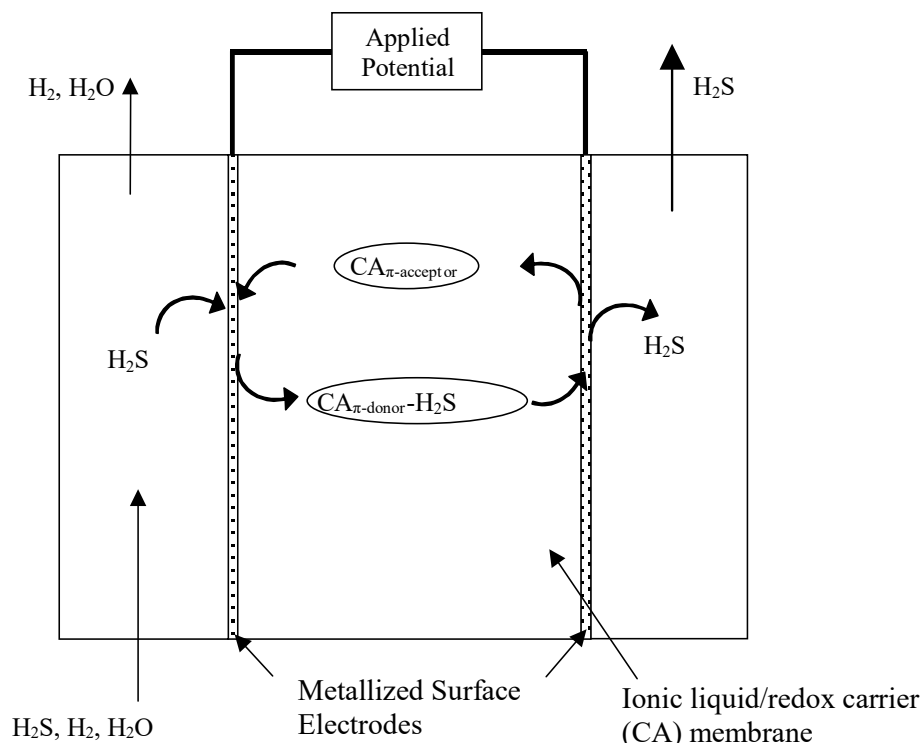 Applied
Potential
H₂, H₂O
H₂S
CAπ-acceptor
H₂S
H₂S
CAπ-donor-H₂S
Metallized Surface
Electrodes
Ionic liquid/redox carrier
(CA) membrane
H₂S, H₂, H₂O